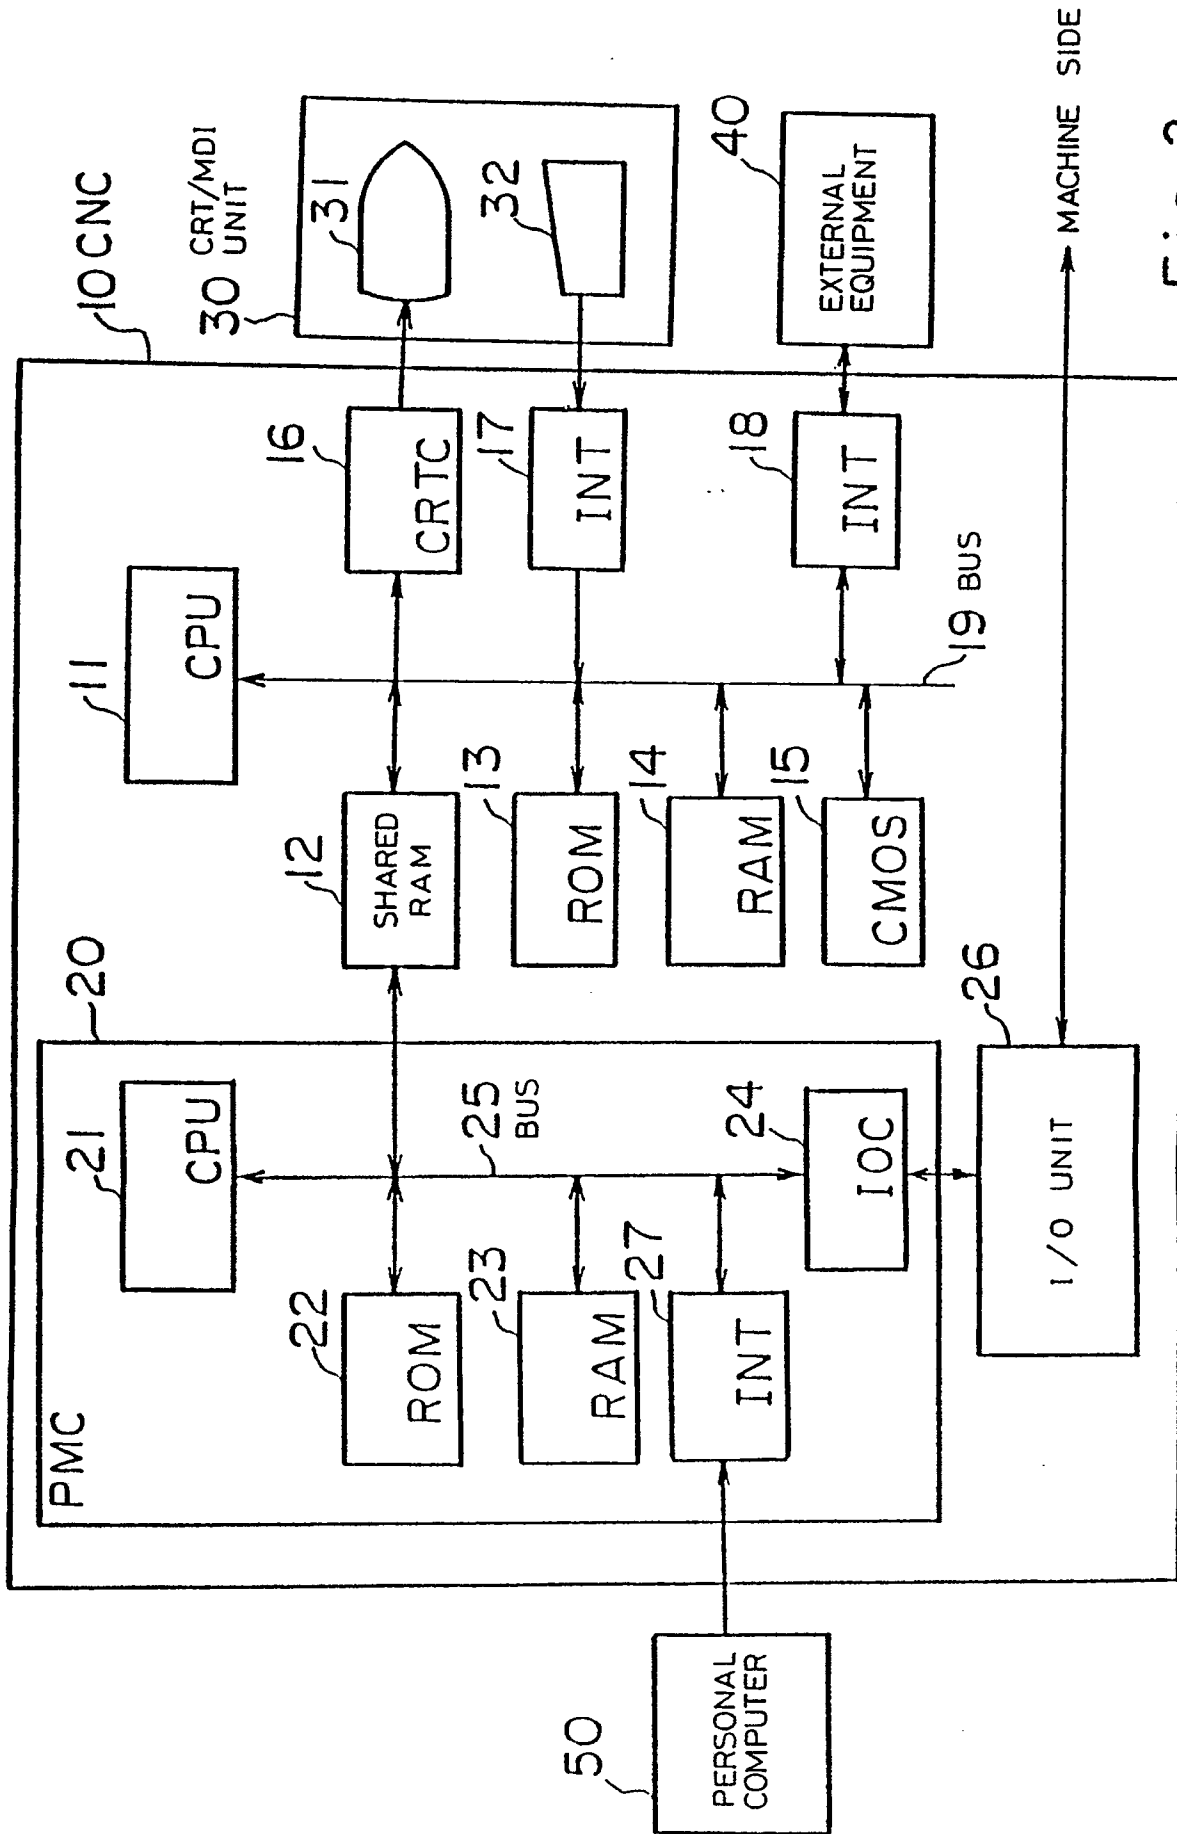 10 CNC
20
PMC
21
CPU
11
CPU
30 CRT/MDI
UNIT
31
32
22
ROM
12
SHARED
RAM
16
CRTC
23
RAM
25
BUS
13
ROM
17
INT
27
INT
24
IOC
14
RAM
15
CMOS
18
INT
40
EXTERNAL
EQUIPMENT
19 BUS
50
PERSONAL
COMPUTER
26
I/O UNIT
MACHINE SIDE